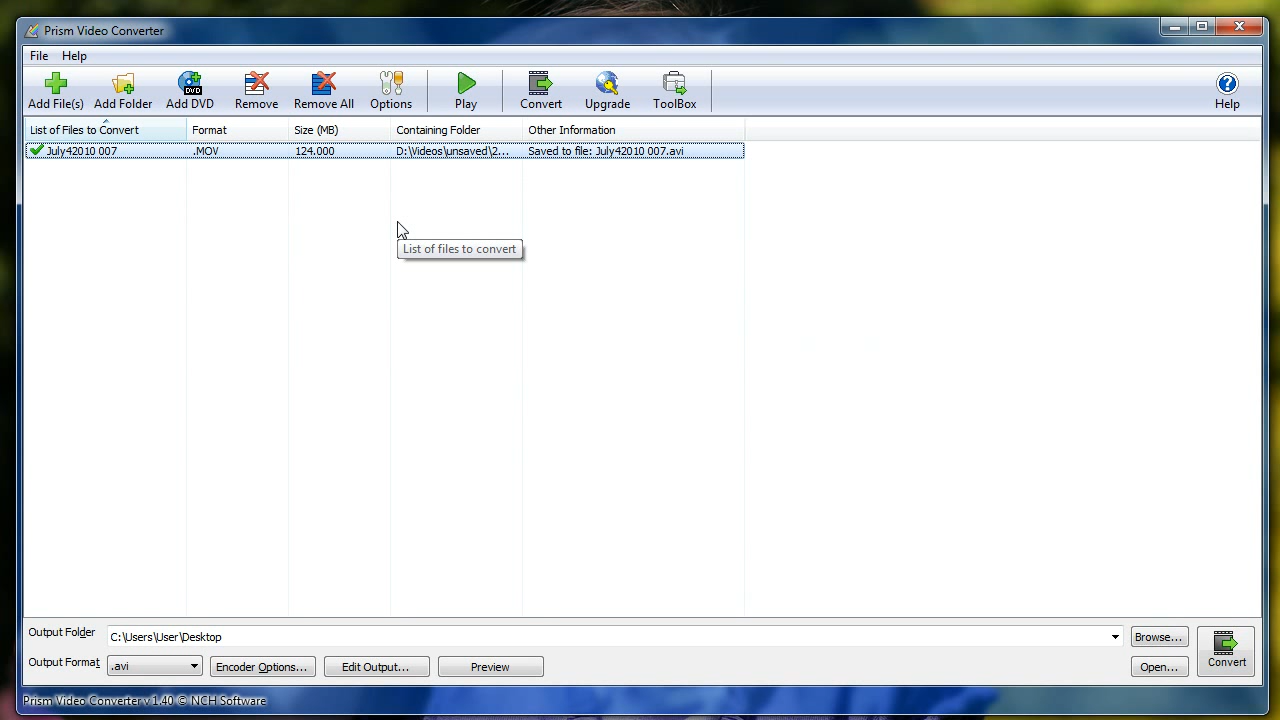 Prism Video Converter
File Help
Add File(s) Add Folder Add DVD Remove Remove All Options Play Convert Upgrade ToolBox Help
List of Files to Convert Format Size (MB) Containing Folder Other Information
July42010 007 .MOV 124.000 D:\Videos\unsaved\2... Saved to file: July42010 007.avi
List of files to convert
Output Folder C:\Users\User\Desktop Browse...
Output Format .avi Encoder Options... Edit Output... Preview Open... Convert
Prism Video Converter v 1.40 © NCH Software